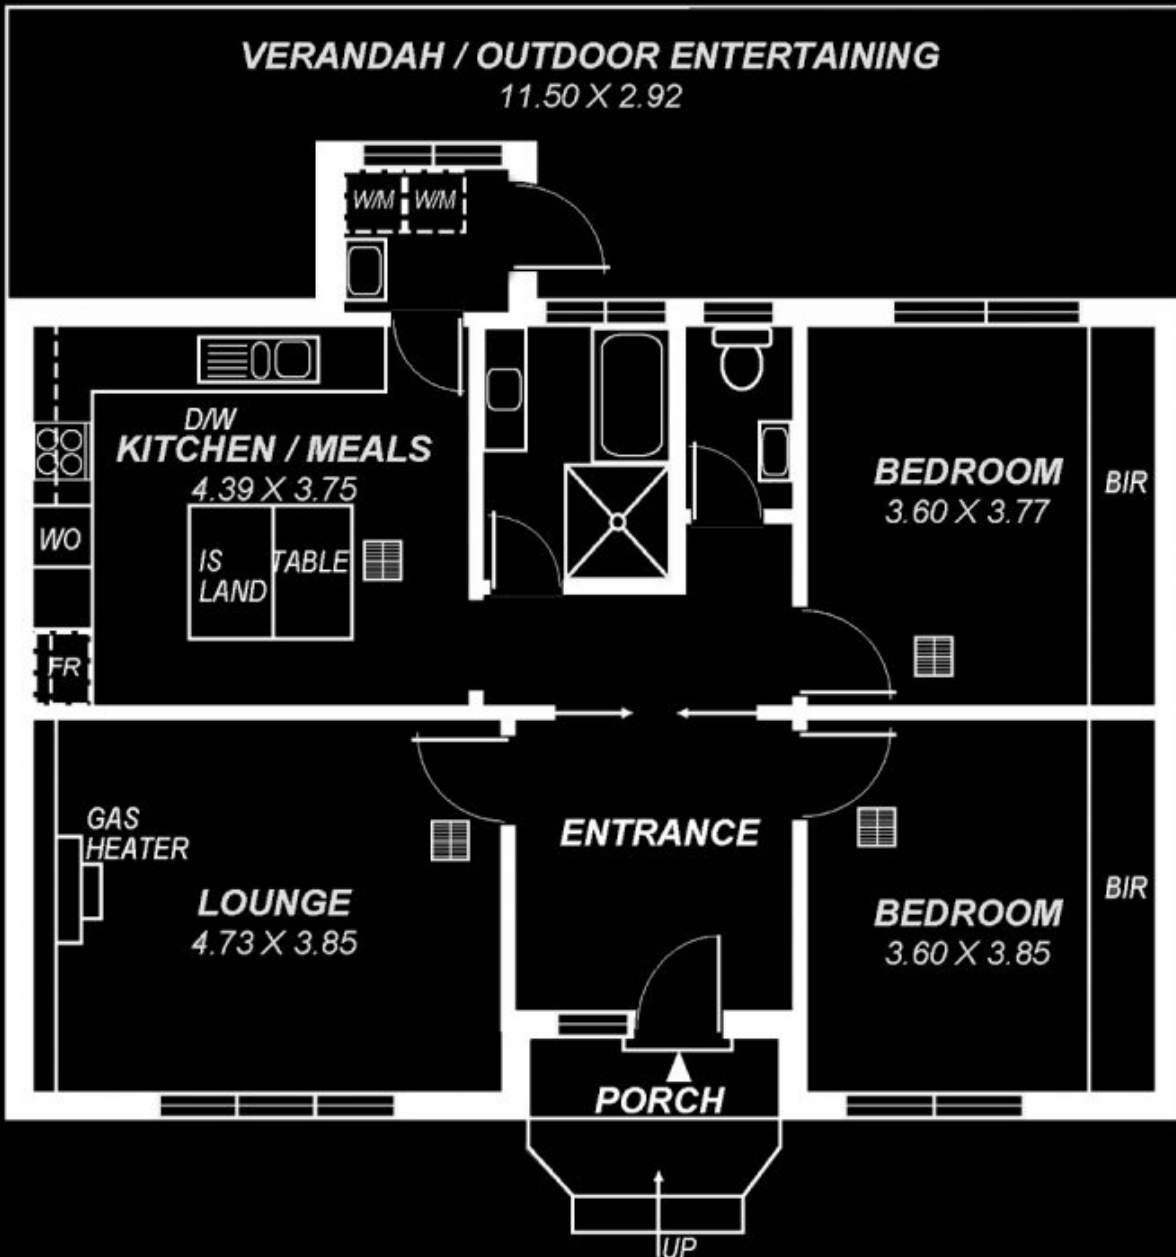 VERANDAH / OUTDOOR ENTERTAINING
11.50 X 2.92
W/M W/M
D/W
KITCHEN / MEALS
4.39 X 3.75
WO
IS
LAND
TABLE
FR
BEDROOM
3.60 X 3.77
BIR
GAS
HEATER
LOUNGE
4.73 X 3.85
ENTRANCE
BEDROOM
3.60 X 3.85
BIR
PORCH
UP